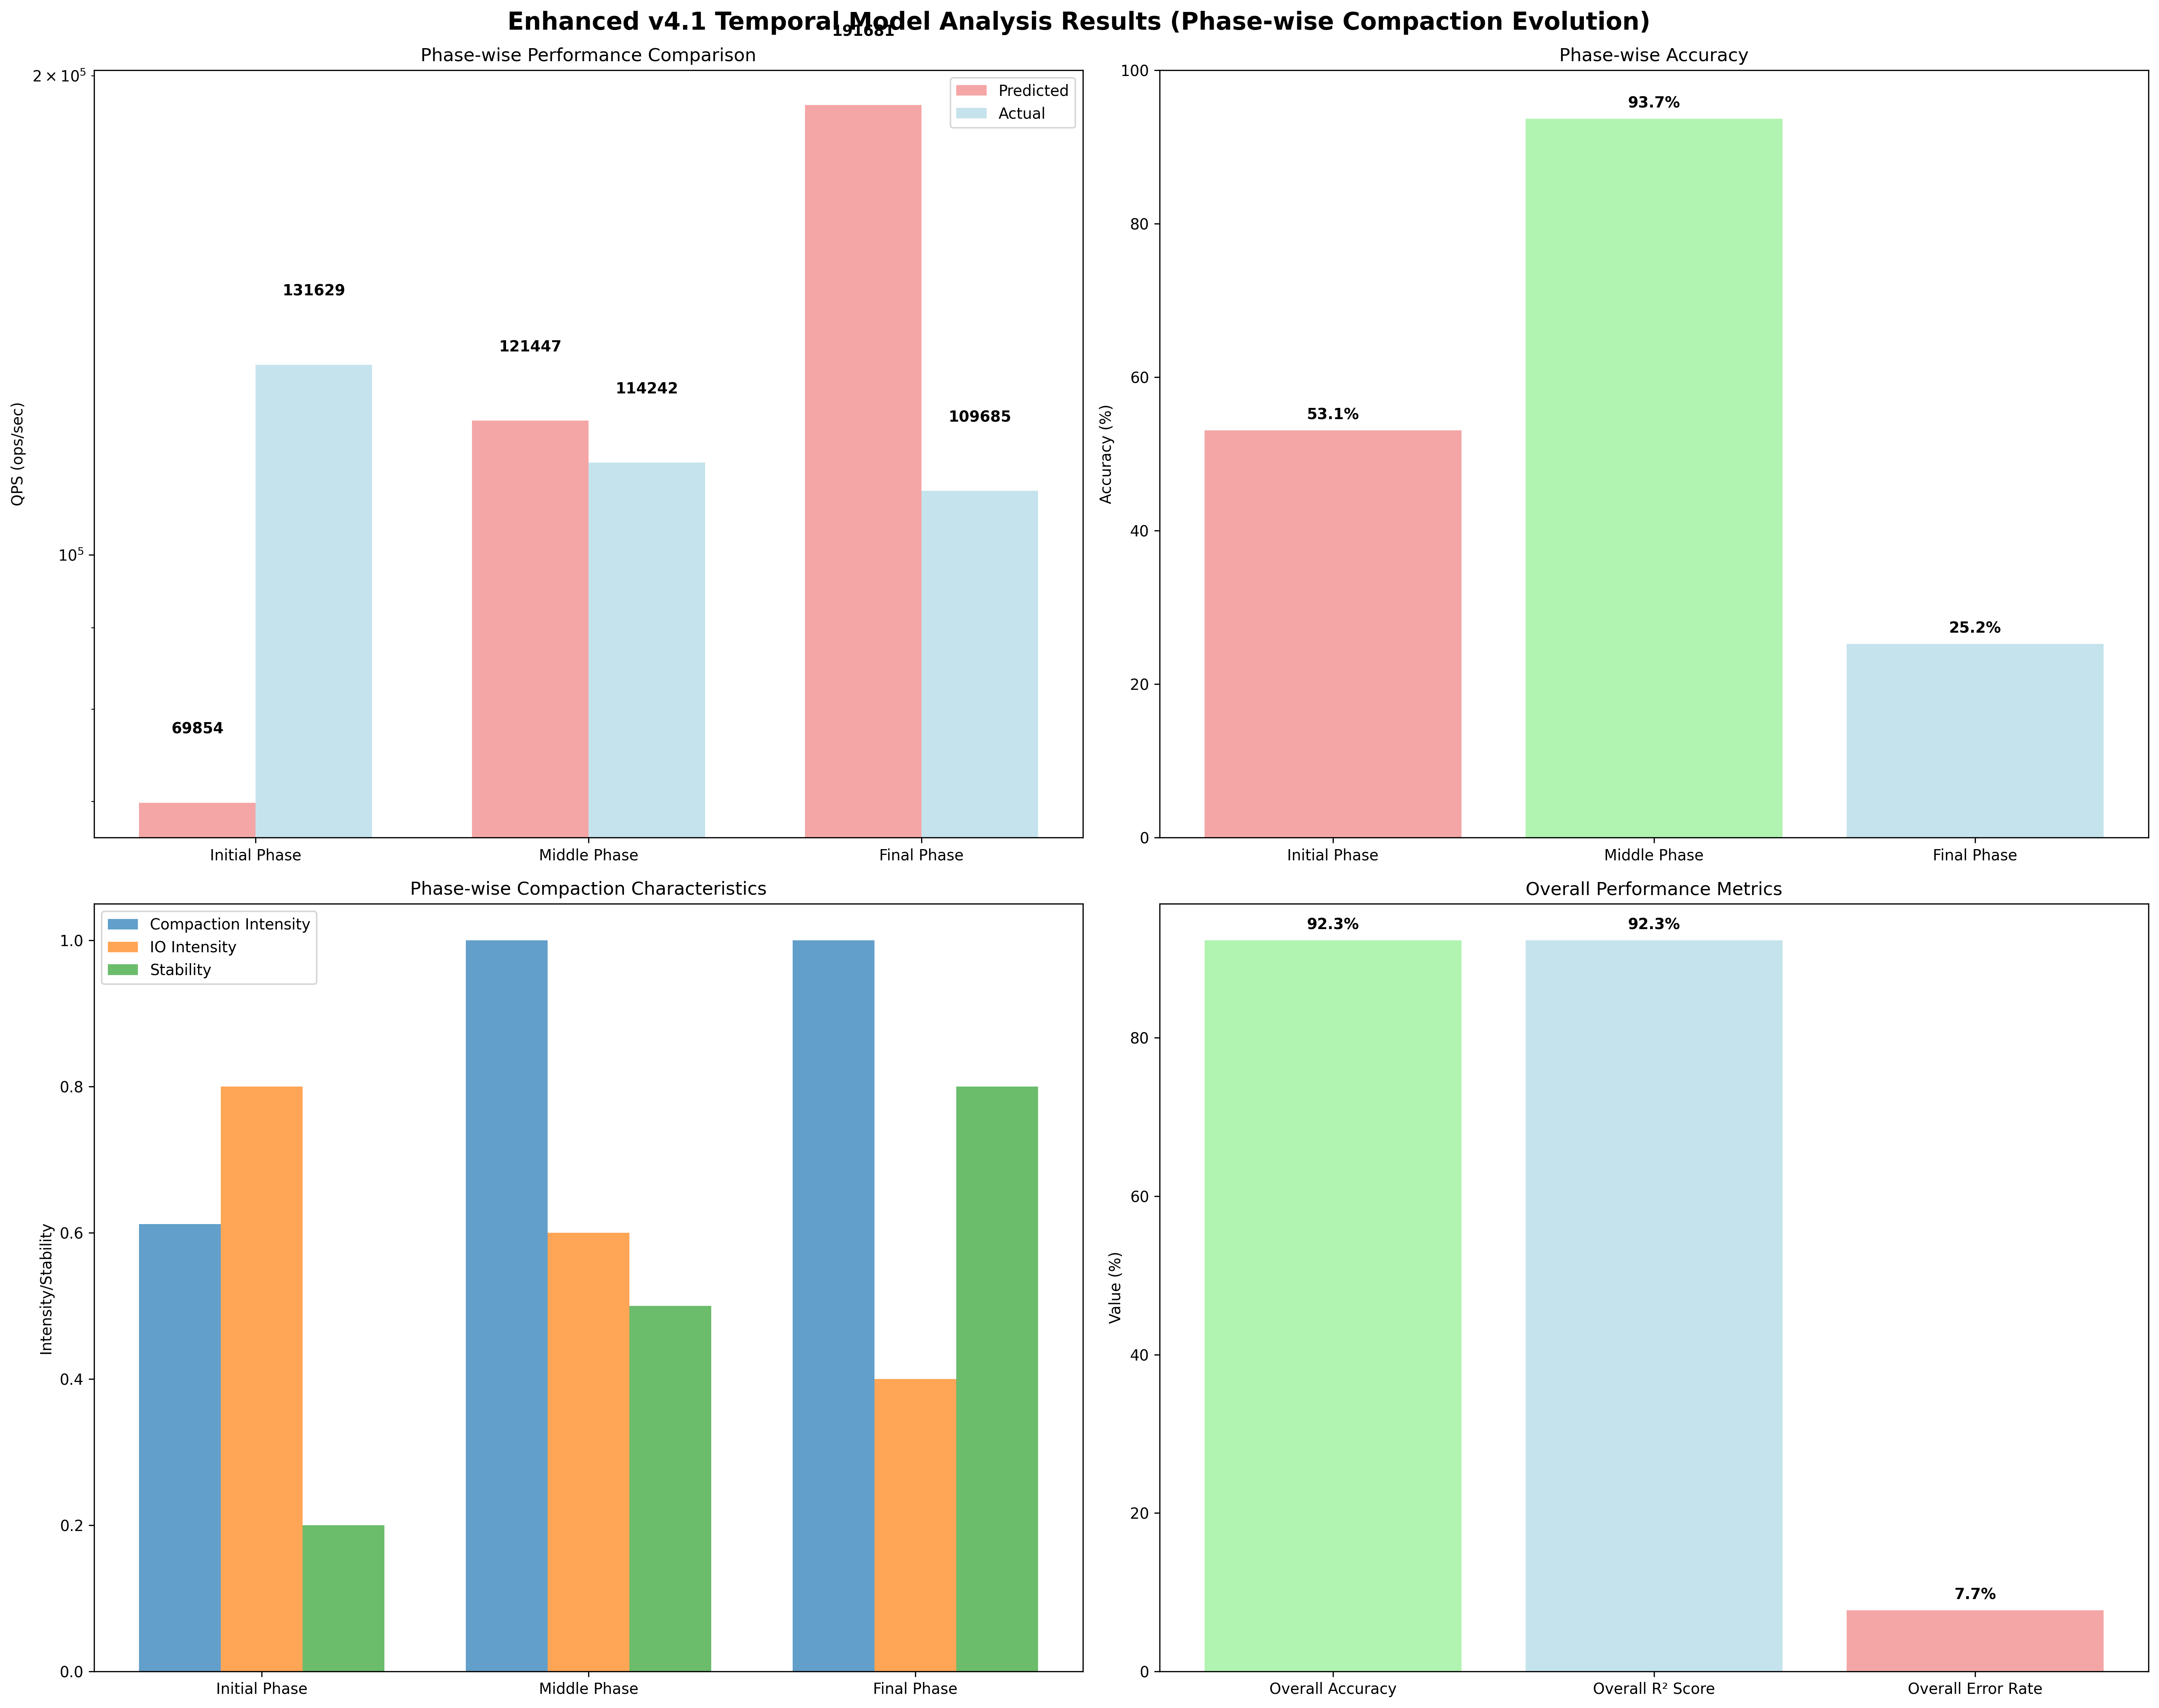 Enhanced v4.1 Temporal Model Analysis Results (Phase-wise Compaction Evolution)
191681
Phase-wise Performance Comparison
2 × 10⁵
10⁵
QPS (ops/sec)
Predicted
Actual
69854
131629
121447
114242
109685
Initial Phase
Middle Phase
Final Phase
Phase-wise Accuracy
100
80
60
40
20
0
Accuracy (%)
53.1%
93.7%
25.2%
Initial Phase
Middle Phase
Final Phase
Phase-wise Compaction Characteristics
1.0
0.8
0.6
0.4
0.2
0.0
Intensity/Stability
Compaction Intensity
IO Intensity
Stability
Initial Phase
Middle Phase
Final Phase
Overall Performance Metrics
80
60
40
20
0
Value (%)
92.3%
92.3%
7.7%
Overall Accuracy
Overall R² Score
Overall Error Rate